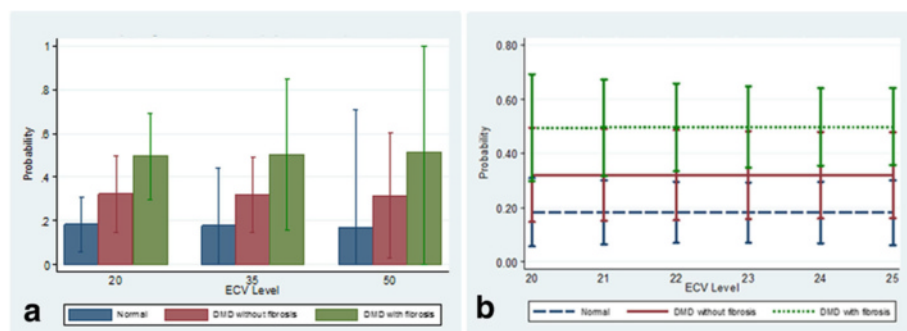 1
.8
.6
.4
.2
0
Probability
20
35
50
ECV Level
Normal
DMD without fibrosis
DMD with fibrosis
a
0.80
0.60
0.40
0.20
0.00
Probability
20
21
22
23
24
25
ECV Level
Normal
DMD without fibrosis
DMD with fibrosis
b